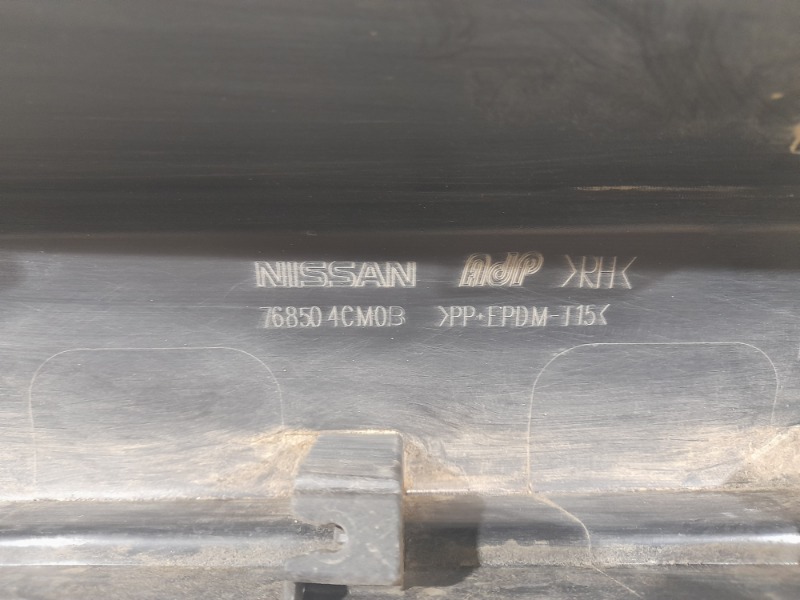 NISSAN AdP >RH<
76850 4CM0B >PP+EPDM-T15<